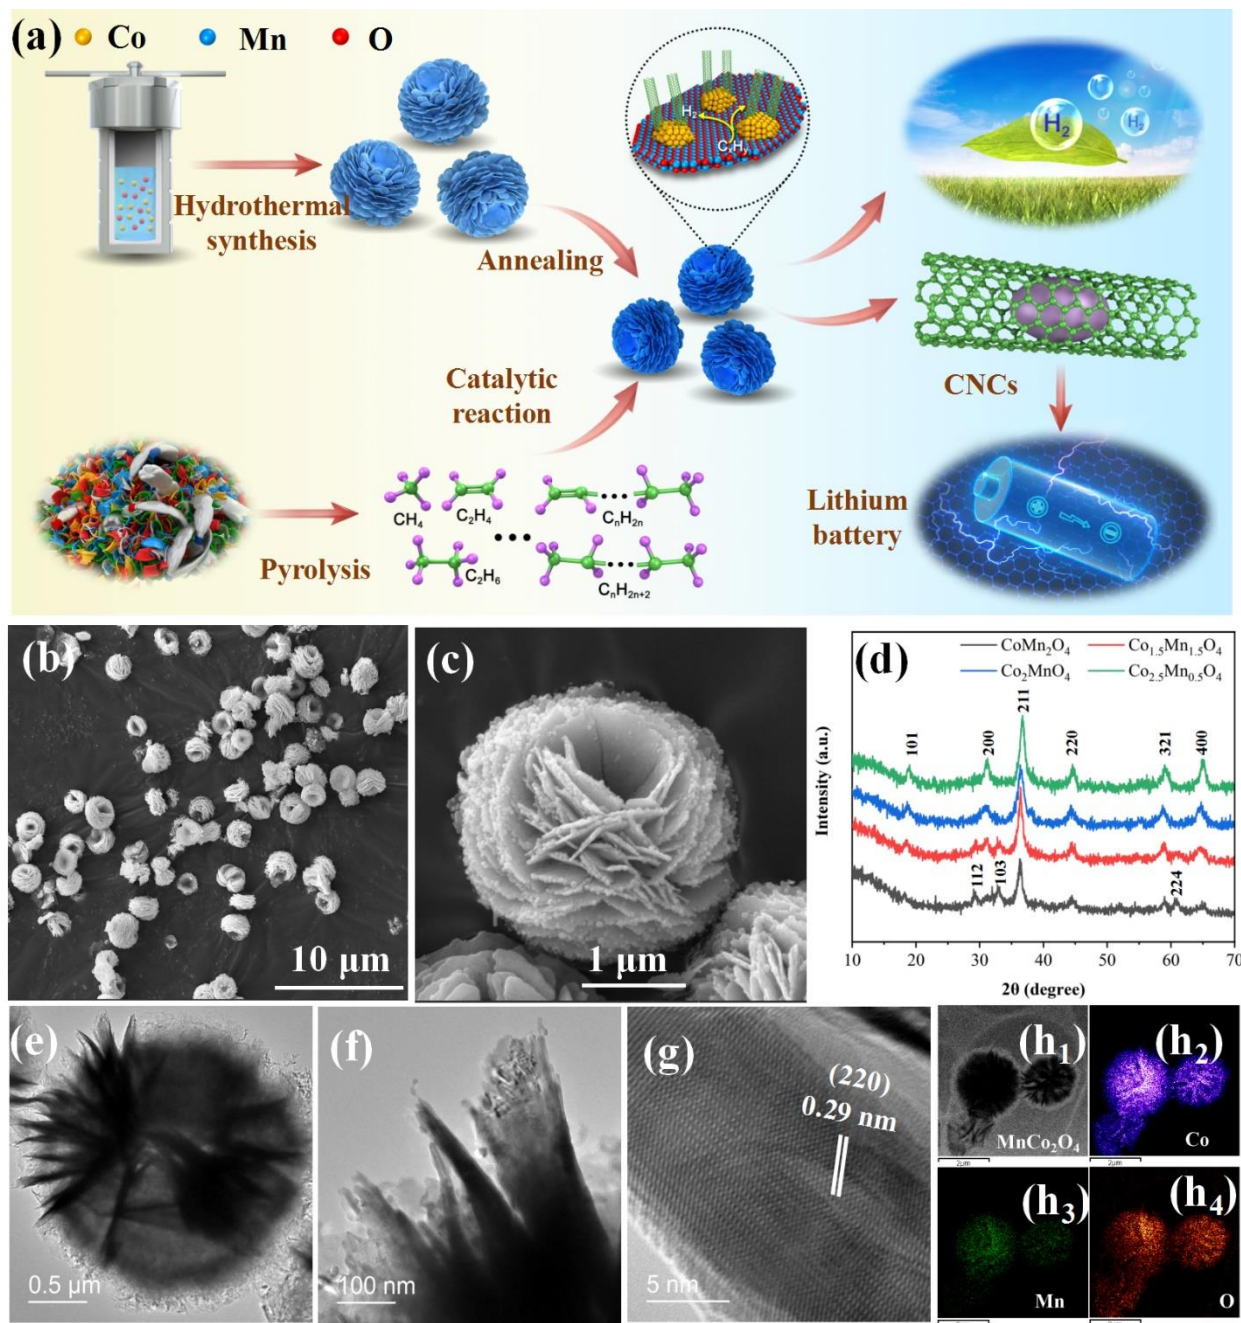 (a) Co Mn O
H₂
CₓHᵧ
H₂
H₂
Hydrothermal
synthesis
Annealing
Catalytic
reaction
CNCs
Pyrolysis
CH₄
C₂H₄
CₙH₂ₙ
C₂H₆
CₙH₂ₙ₊₂
Lithium
battery
(b)
10 μm
(c)
1 μm
(d)
CoMn₂O₄ Co₁.₅Mn₁.₅O₄
Co₂MnO₄ Co₂.₅Mn₀.₅O₄
211
101 200 220 321 400
112 103 224
Intensity (a.u.)
10 20 30 40 50 60 70
2θ (degree)
(e)
0.5 μm
(f)
100 nm
(g)
(220)
0.29 nm
5 nm
(h₁)
MnCo₂O₄
2μm
(h₂)
Co
2μm
(h₃)
Mn
(h₄)
O